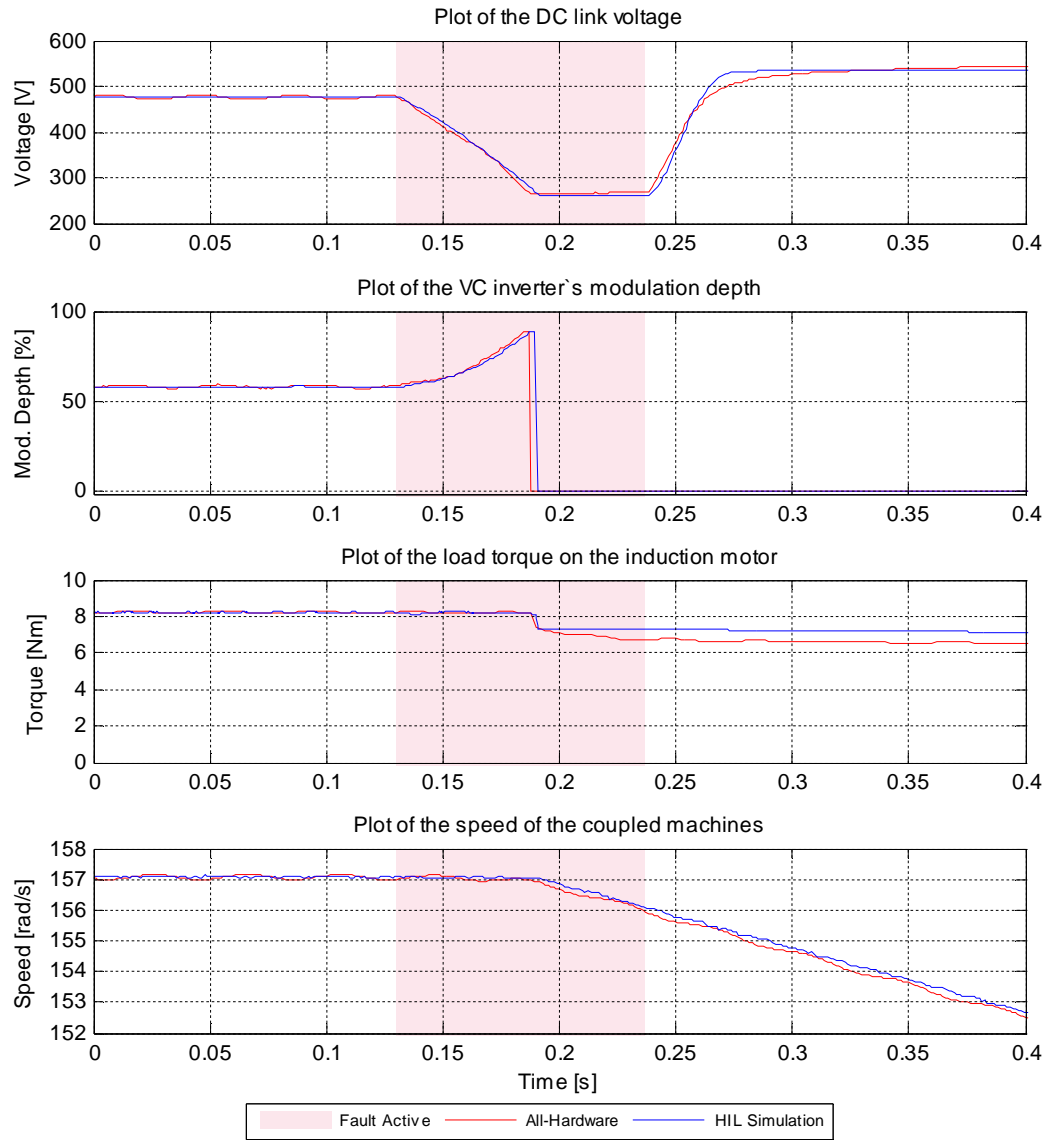 Plot of the DC link voltage
Voltage [V]
600
500
400
300
200
0 0.05 0.1 0.15 0.2 0.25 0.3 0.35 0.4
Plot of the VC inverter`s modulation depth
Mod. Depth [%]
100
50
0
0 0.05 0.1 0.15 0.2 0.25 0.3 0.35 0.4
Plot of the load torque on the induction motor
Torque [Nm]
10
8
6
4
2
0
0 0.05 0.1 0.15 0.2 0.25 0.3 0.35 0.4
Plot of the speed of the coupled machines
Speed [rad/s]
158
157
156
155
154
153
152
0 0.05 0.1 0.15 0.2 0.25 0.3 0.35 0.4
Time [s]
Fault Active All-Hardware HIL Simulation